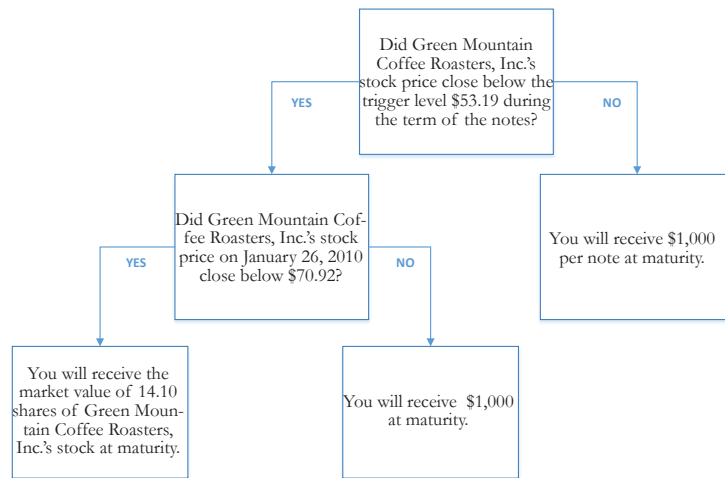 Did Green Mountain
Coffee Roasters, Inc.'s
stock price close below the
trigger level $53.19 during
the term of the notes?
YES
NO
Did Green Mountain Cof-
fee Roasters, Inc.'s stock
price on January 26, 2010
close below $70.92?
You will receive $1,000
per note at maturity.
YES
NO
You will receive the
market value of 14.10
shares of Green Moun-
tain Coffee Roasters,
Inc.'s stock at maturity.
You will receive $1,000
at maturity.